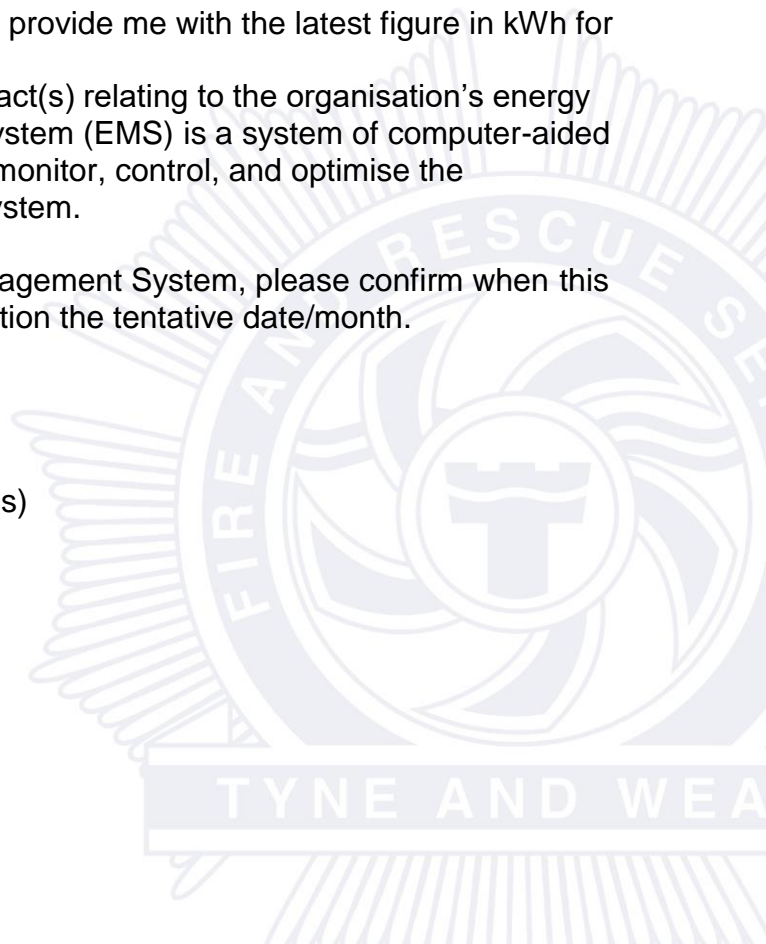 provide me with the latest figure in kWh for
act(s) relating to the organisation’s energy
ystem (EMS) is a system of computer-aided
monitor, control, and optimise the
ystem.
nagement System, please confirm when this
tion the tentative date/month.
s)
FIRE AND RESCUE SE
TYNE AND WEA